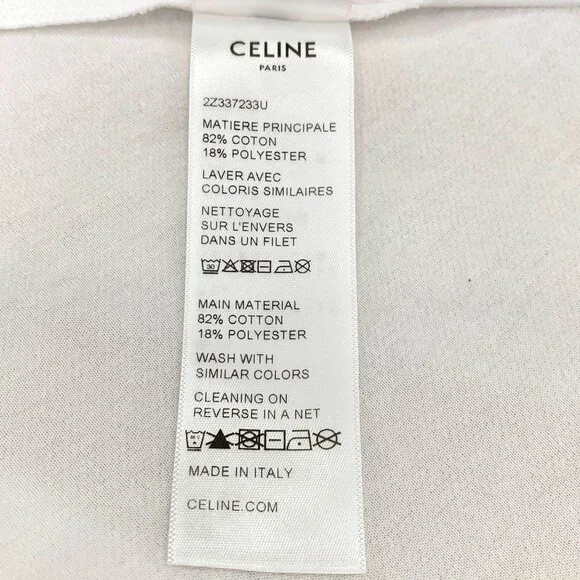 CELINE
PARIS
2Z337233U
MATIERE PRINCIPALE
82% COTON
18% POLYESTER
LAVER AVEC
COLORIS SIMILAIRES
NETTOYAGE
SUR L'ENVERS
DANS UN FILET
30
MAIN MATERIAL
82% COTTON
18% POLYESTER
WASH WITH
SIMILAR COLORS
CLEANING ON
REVERSE IN A NET
MADE IN ITALY
CELINE.COM